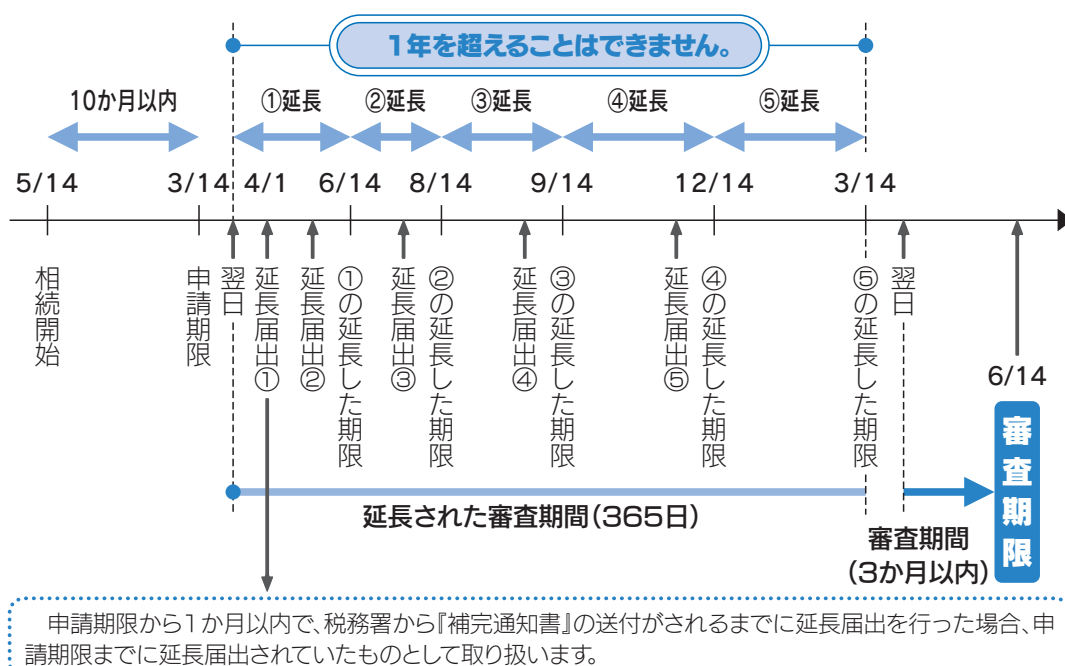 1年を超えることはできません。
10か月以内
①延長
②延長
③延長
④延長
⑤延長
5/14
3/14
4/1
6/14
8/14
9/14
12/14
3/14
相続開始
申請期限
翌日
延長届出①
延長届出②
①の延長した期限
延長届出③
②の延長した期限
延長届出④
③の延長した期限
延長届出⑤
④の延長した期限
⑤の延長した期限
翌日
6/14
審査期限
延長された審査期間(365日)
審査期間
(3か月以内)
申請期限から1か月以内で、税務署から『補完通知書』の送付がされるまでに延長届出を行った場合、申
請期限までに延長届出されていたものとして取り扱います。